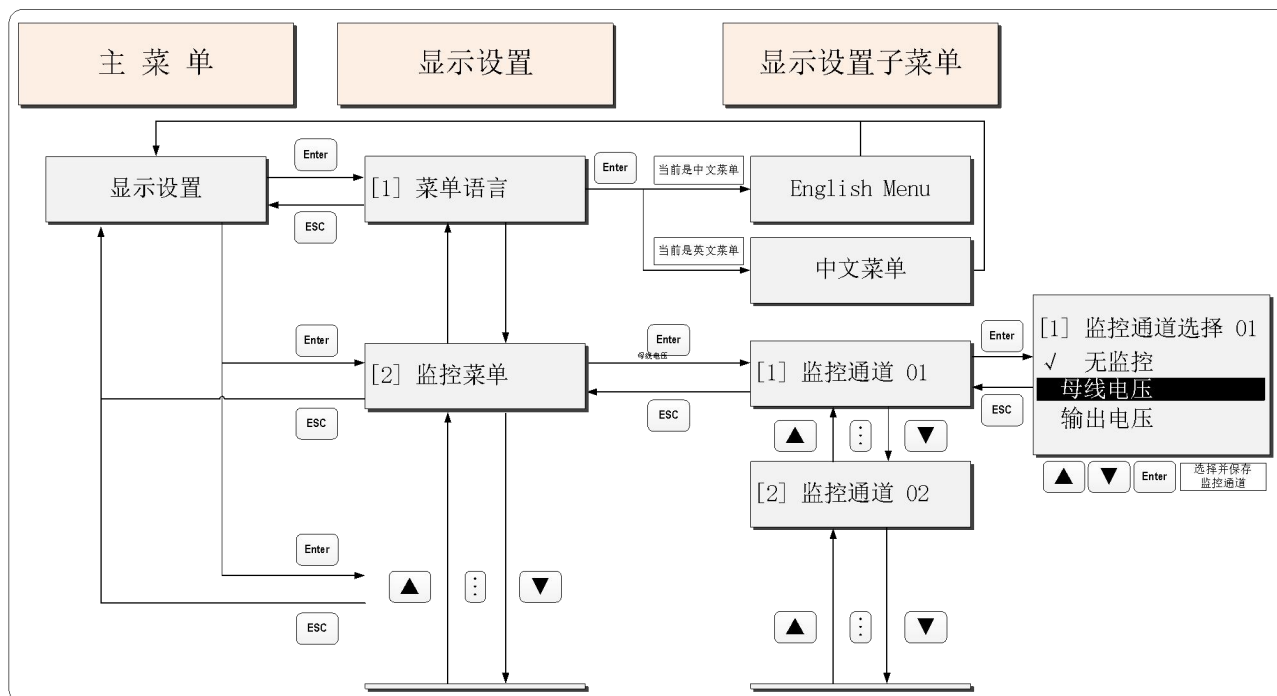 主 菜 单
显示设置
显示设置子菜单
显示设置
Enter
ESC
[1] 菜单语言
Enter
当前是中文菜单
English Menu
当前是英文菜单
中文菜单
Enter
ESC
[2] 监控菜单
Enter
母线电压
ESC
[1] 监控通道 01
Enter
ESC
[1] 监控通道选择 01
√ 无监控
母线电压
输出电压
Enter
选择并保存
监控通道
[2] 监控通道 02
Enter
ESC